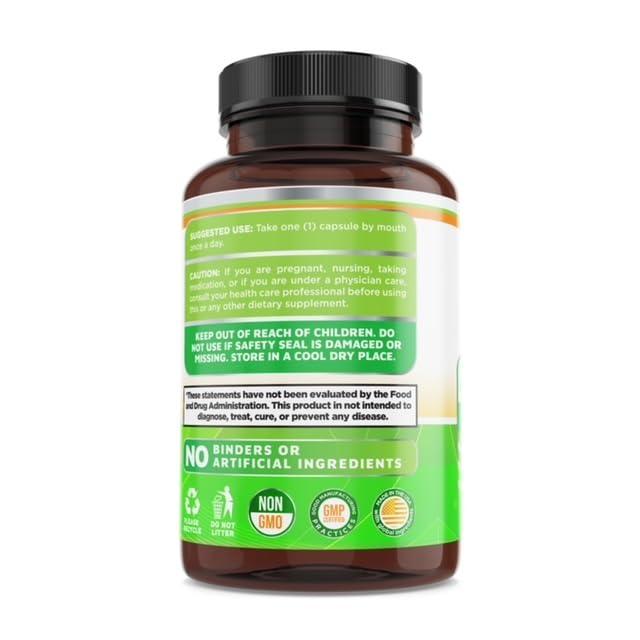 SUGGESTED USE: Take one (1) capsule by mouth
once a day.
CAUTION: If you are pregnant, nursing, taking
medication, or if you are under a physician care,
consult your health care professional before using
this or any other dietary supplement.
KEEP OUT OF REACH OF CHILDREN. DO
NOT USE IF SAFETY SEAL IS DAMAGED OR
MISSING. STORE IN A COOL DRY PLACE.
*These statements have not been evaluated by the Food
and Drug Administration. This product in not intended to
diagnose, treat, cure, or prevent any disease.
NO BINDERS OR
ARTIFICIAL INGREDIENTS
PLEASE
RECYCLE
DO NOT
LITTER
NON
GMO
GOOD MANUFACTURING
GMP
CERTIFIED
PRACTICES
MADE IN THE USA
With global ingredients